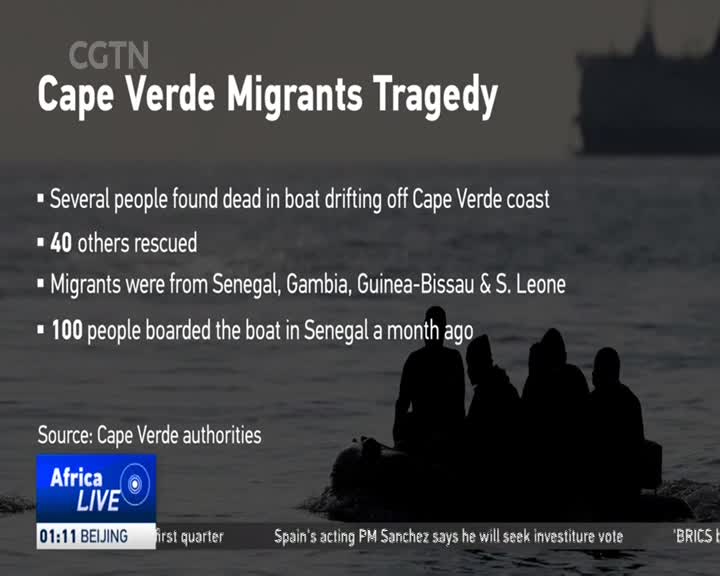 CGTN
Cape Verde Migrants Tragedy
▪ Several people found dead in boat drifting off Cape Verde coast
▪ 40 others rescued
▪ Migrants were from Senegal, Gambia, Guinea-Bissau & S. Leone
▪ 100 people boarded the boat in Senegal a month ago
Source: Cape Verde authorities
Africa
LIVE
01:11 BEIJING first quarter Spain's acting PM Sanchez says he will seek investiture vote 'BRICS